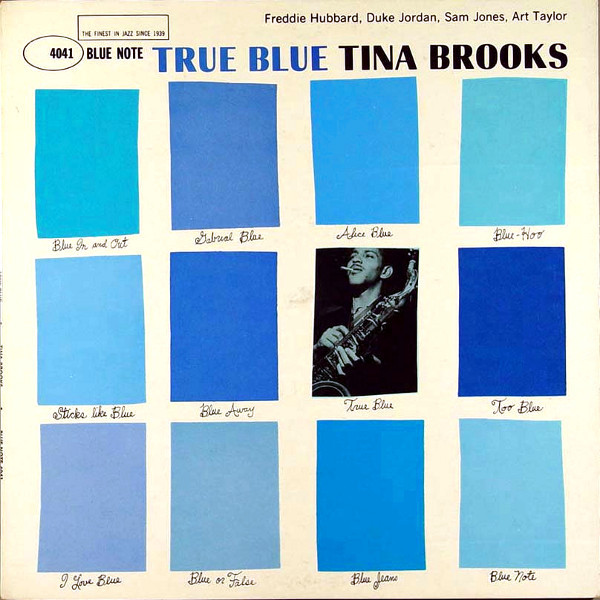 Freddie Hubbard, Duke Jordan, Sam Jones, Art Taylor
THE FINEST IN JAZZ SINCE 1939
4041 BLUE NOTE TRUE BLUE TINA BROOKS
Blue In and Out Gabrial Blue Alice Blue Blue-Hoo
Sticks like Blue Blue Away True Blue Too Blue
I Love Blue Blue or False Blue Jeans Blue Note